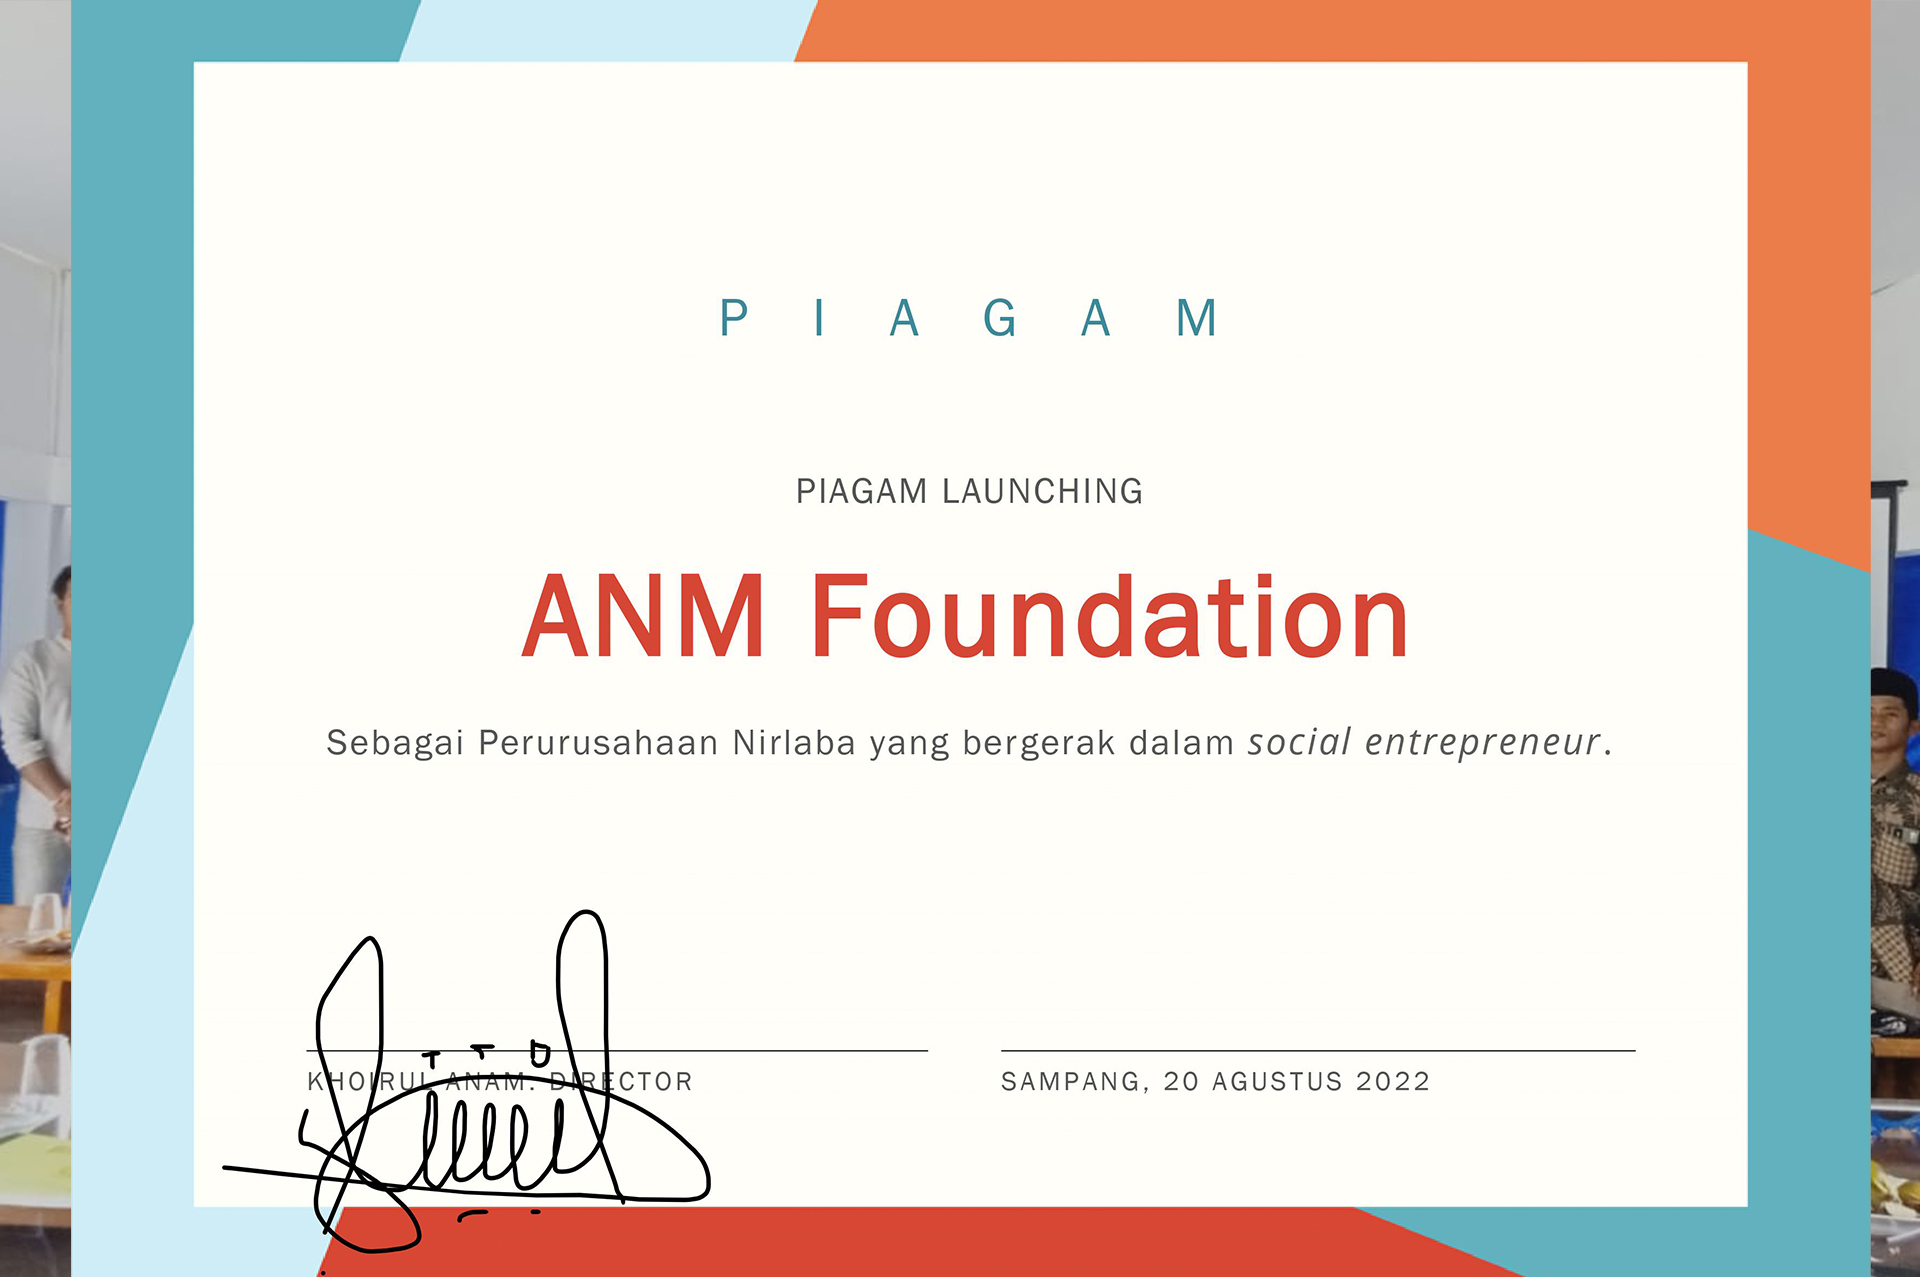 PIAGAM
PIAGAM LAUNCHING
ANM Foundation
Sebagai Perurusahaan Nirlaba yang bergerak dalam social entrepreneur.
KHOIRUL ANAM. DIRECTOR
SAMPANG, 20 AGUSTUS 2022